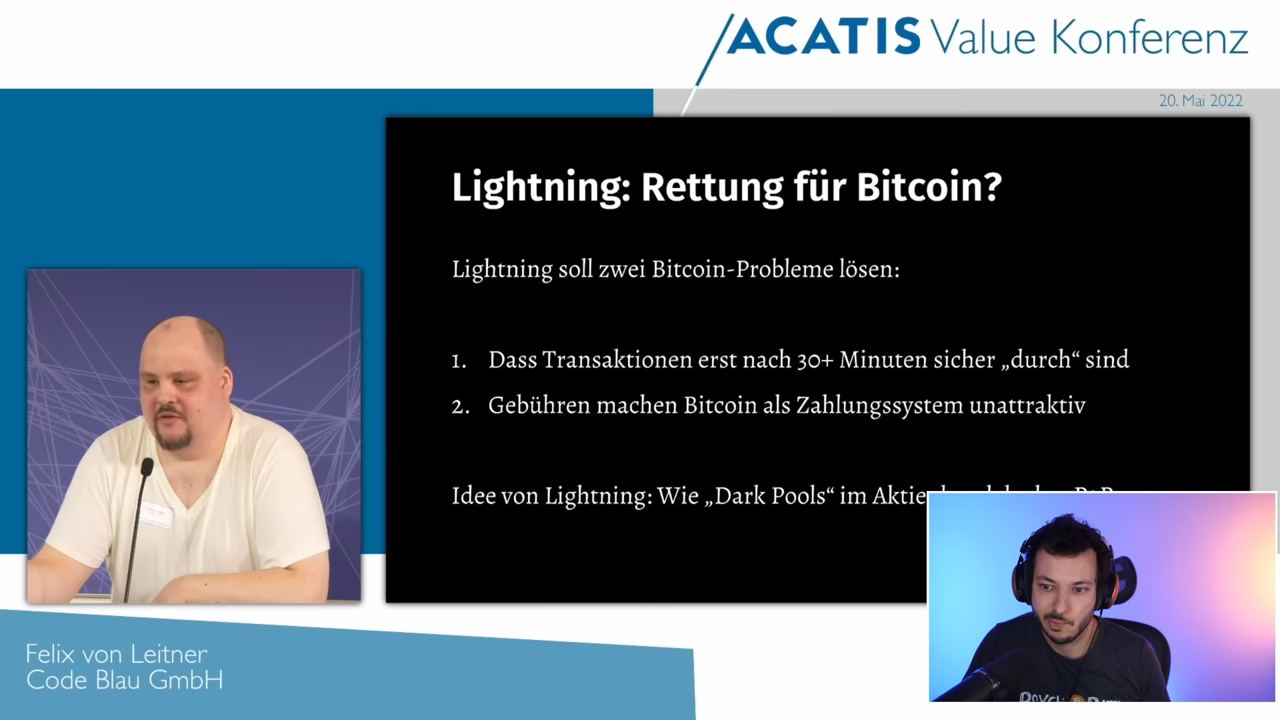 ACATIS Value Konferenz
20. Mai 2022
Lightning: Rettung für Bitcoin?
Lightning soll zwei Bitcoin-Probleme lösen:
1. Dass Transaktionen erst nach 30+ Minuten sicher „durch“ sind
2. Gebühren machen Bitcoin als Zahlungssystem unattraktiv
Idee von Lightning: Wie „Dark Pools“ im
Felix von Leitner
Code Blau GmbH